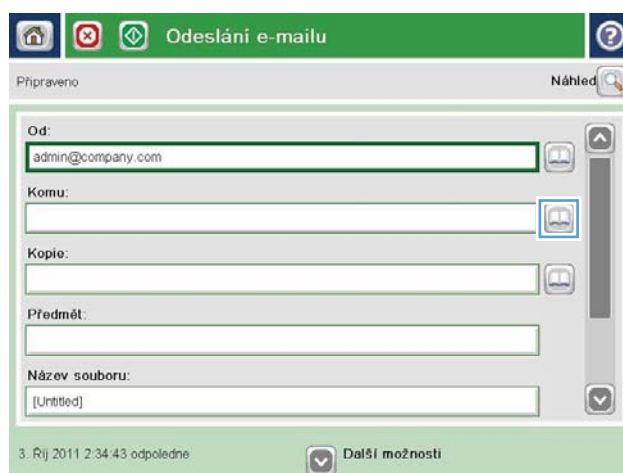 Odeslání e-mailu
Připraveno Náhled
Od:
admin@company.com
Komu:
Kopie:
Předmět:
Název souboru:
[Untitled]
3. Říj 2011 2:34:43 odpoledne Další možnosti